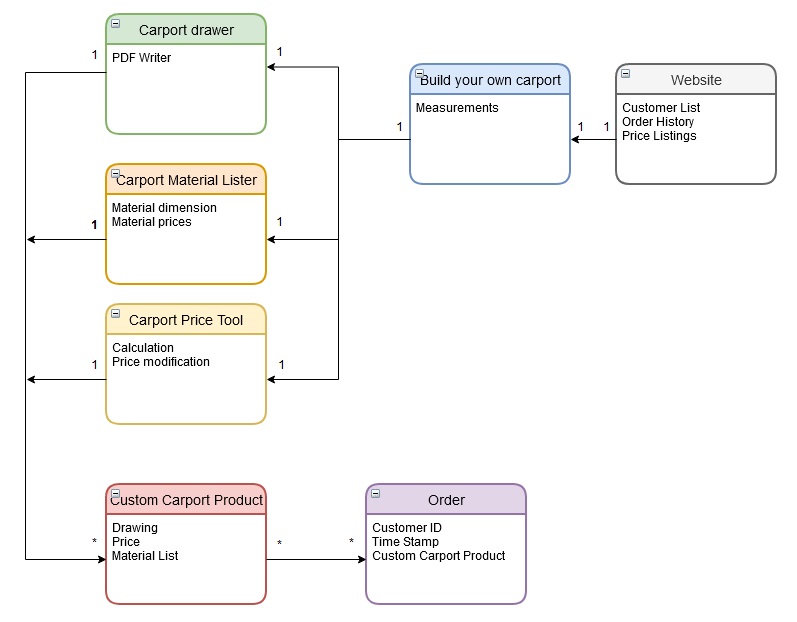 Carport drawer
PDF Writer
1
1
Build your own carport
Measurements
1
Website
Customer List
Order History
Price Listings
1
1
Carport Material Lister
Material dimension
Material prices
1
1
Carport Price Tool
Calculation
Price modification
1
1
Custom Carport Product
Drawing
Price
Material List
*
*
*
Order
Customer ID
Time Stamp
Custom Carport Product